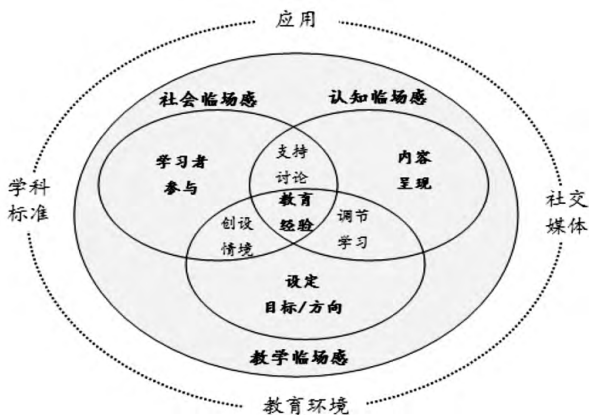 应用
社会临场感
认知临场感
学习者
参与
支持
讨论
内容
呈现
学科
标准
教育
经验
创设
情境
调节
学习
社交
媒体
设定
目标/方向
教学临场感
教育环境